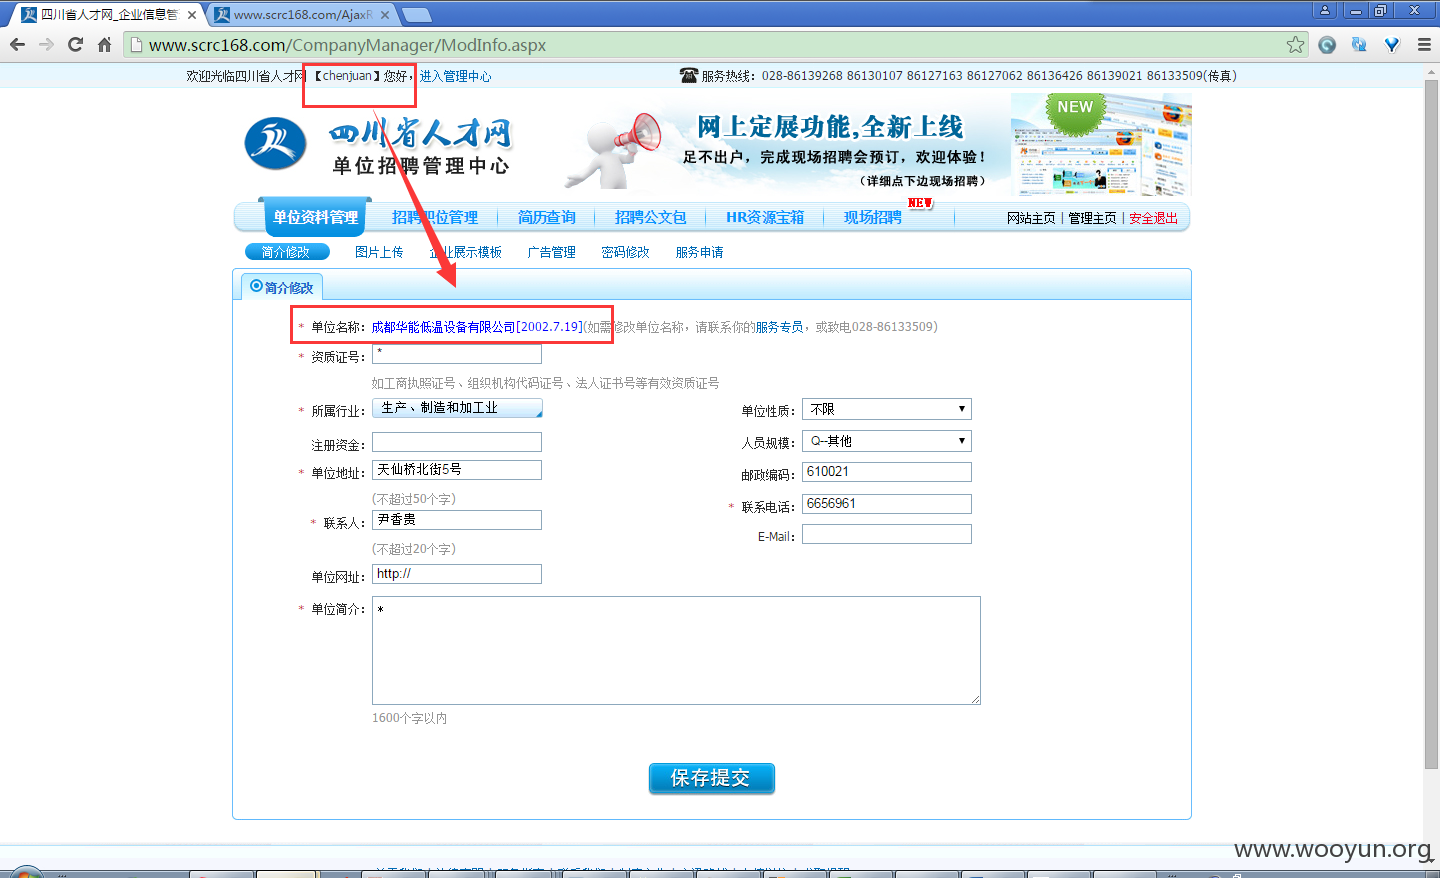 四川省人才网_企业信息管
www.scrc168.com/AjaxR
www.scrc168.com/CompanyManager/ModInfo.aspx
欢迎光临四川省人才网 【chenjuan】您好, 进入管理中心
服务热线: 028-86139268 86130107 86127163 86127062 86136426 86139021 86133509(传真)
四川省人才网
单位招聘管理中心
网上定展功能,全新上线
足不出户，完成现场招聘会预订，欢迎体验！
（详细点下边现场招聘）
NEW
单位资料管理 招聘职位管理 简历查询 招聘公文包 HR资源宝箱 现场招聘 NEW
网站主页 | 管理主页 | 安全退出
简介修改 图片上传 企业展示模板 广告管理 密码修改 服务申请
简介修改
* 单位名称: 成都华能低温设备有限公司[2002.7.19](如需修改单位名称，请联系你的服务专员，或致电028-86133509)
* 资质证号: *
如工商执照证号、组织机构代码证号、法人证书号等有效资质证号
* 所属行业: 生产、制造和加工业
单位性质: 不限
注册资金:
人员规模: Q--其他
* 单位地址: 天仙桥北街5号
邮政编码: 610021
(不超过50个字)
* 联系电话: 6656961
* 联系人: 尹香贵
E-Mail:
(不超过20个字)
单位网址: http://
* 单位简介: *
1600个字以内
保存提交
www.wooyun.org